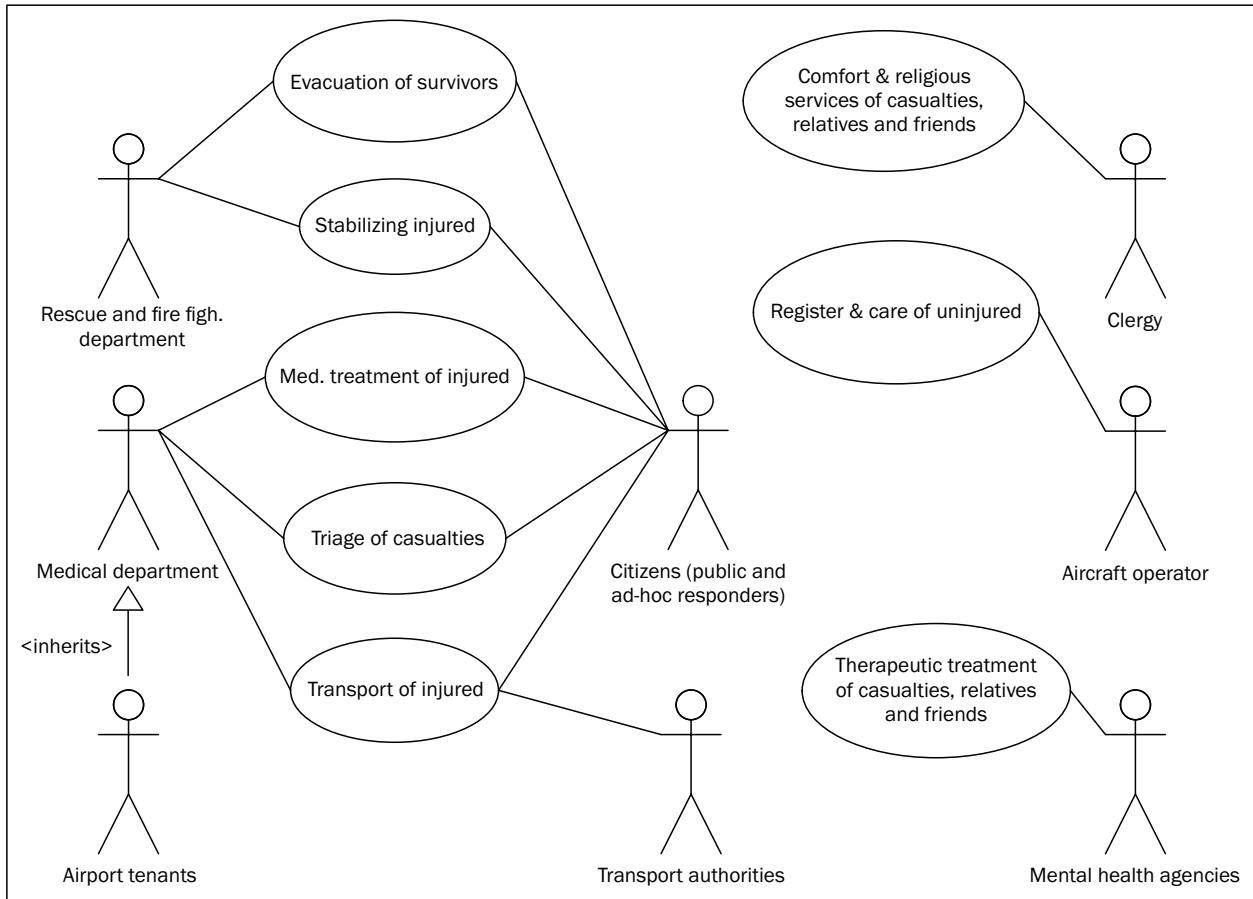 Evacuation of survivors
Comfort & religious
services of casualties,
relatives and friends
Stabilizing injured
Rescue and fire figh.
department
Register & care of uninjured
Clergy
Med. treatment of injured
Triage of casualties
Medical department
Citizens (public and
ad-hoc responders)
Aircraft operator
<inherits>
Transport of injured
Therapeutic treatment
of casualties, relatives
and friends
Airport tenants
Transport authorities
Mental health agencies